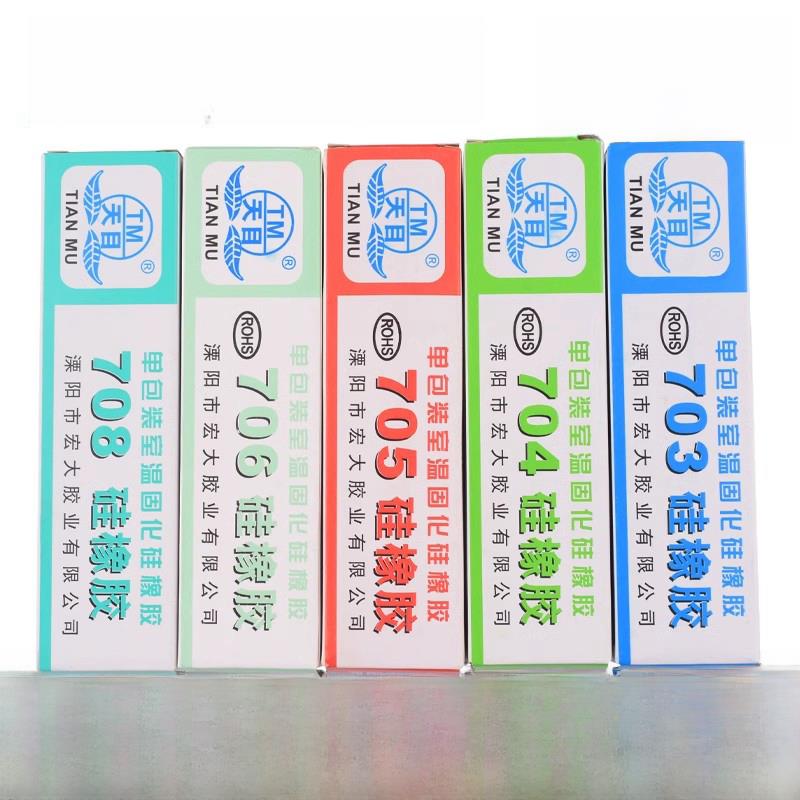 TM
天目
®
TIAN MU
单包装室温固化硅橡胶
708 硅橡胶
溧阳市宏大胶业有限公司
TM
天目
®
TIAN MU
ROHS
单包装室温固化硅橡胶
706 硅橡胶
溧阳市宏大胶业有限公司
TM
天目
®
TIAN MU
ROHS
单包装室温固化硅橡胶
705 硅橡胶
溧阳市宏大胶业有限公司
TM
天目
®
TIAN MU
ROHS
单包装室温固化硅橡胶
704 硅橡胶
溧阳市宏大胶业有限公司
TM
天目
®
TIAN MU
ROHS
单包装室温固化硅橡胶
703 硅橡胶
溧阳市宏大胶业有限公司